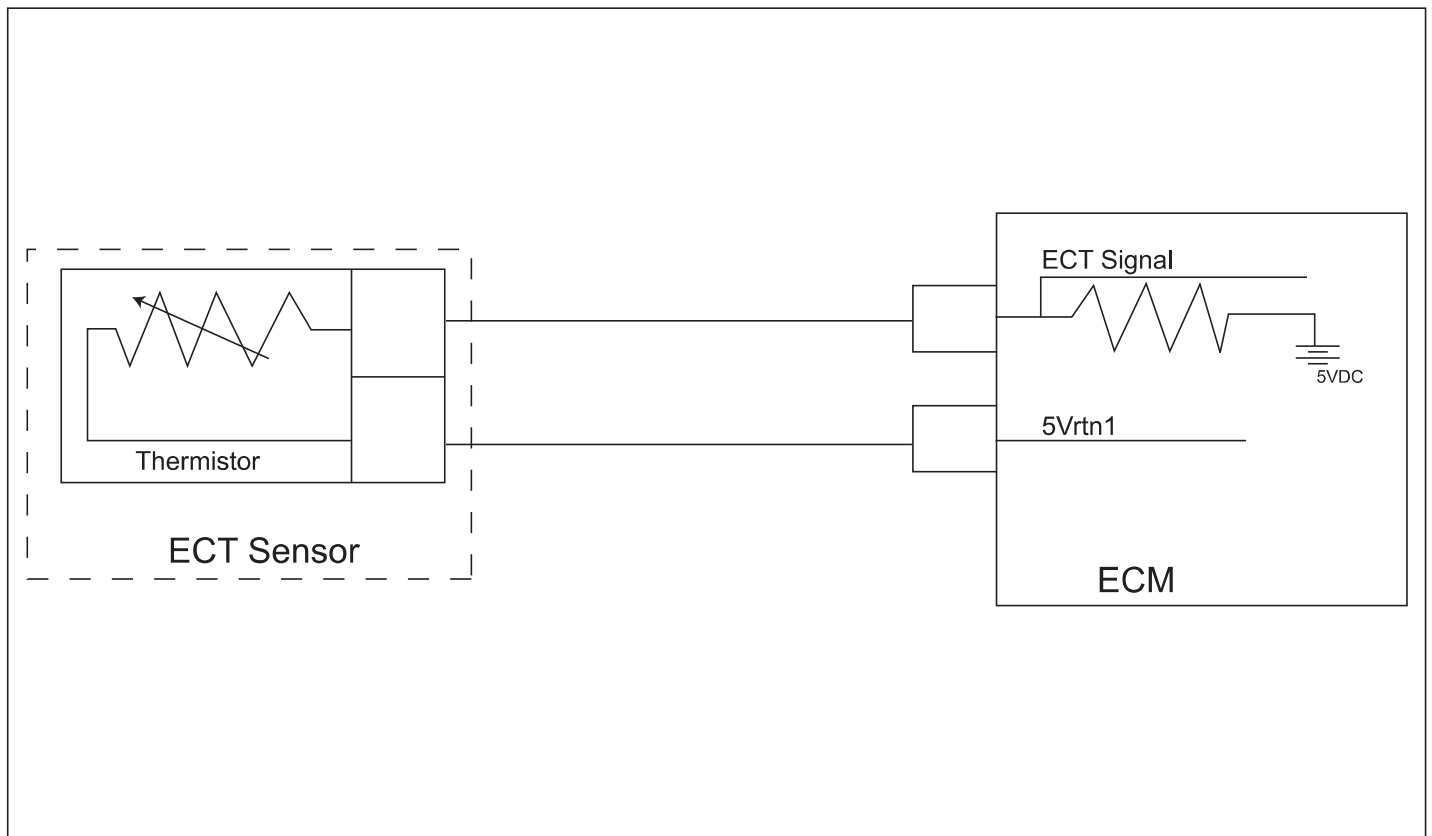 ECT Signal
5VDC
5Vrtn1
Thermistor
ECT Sensor
ECM